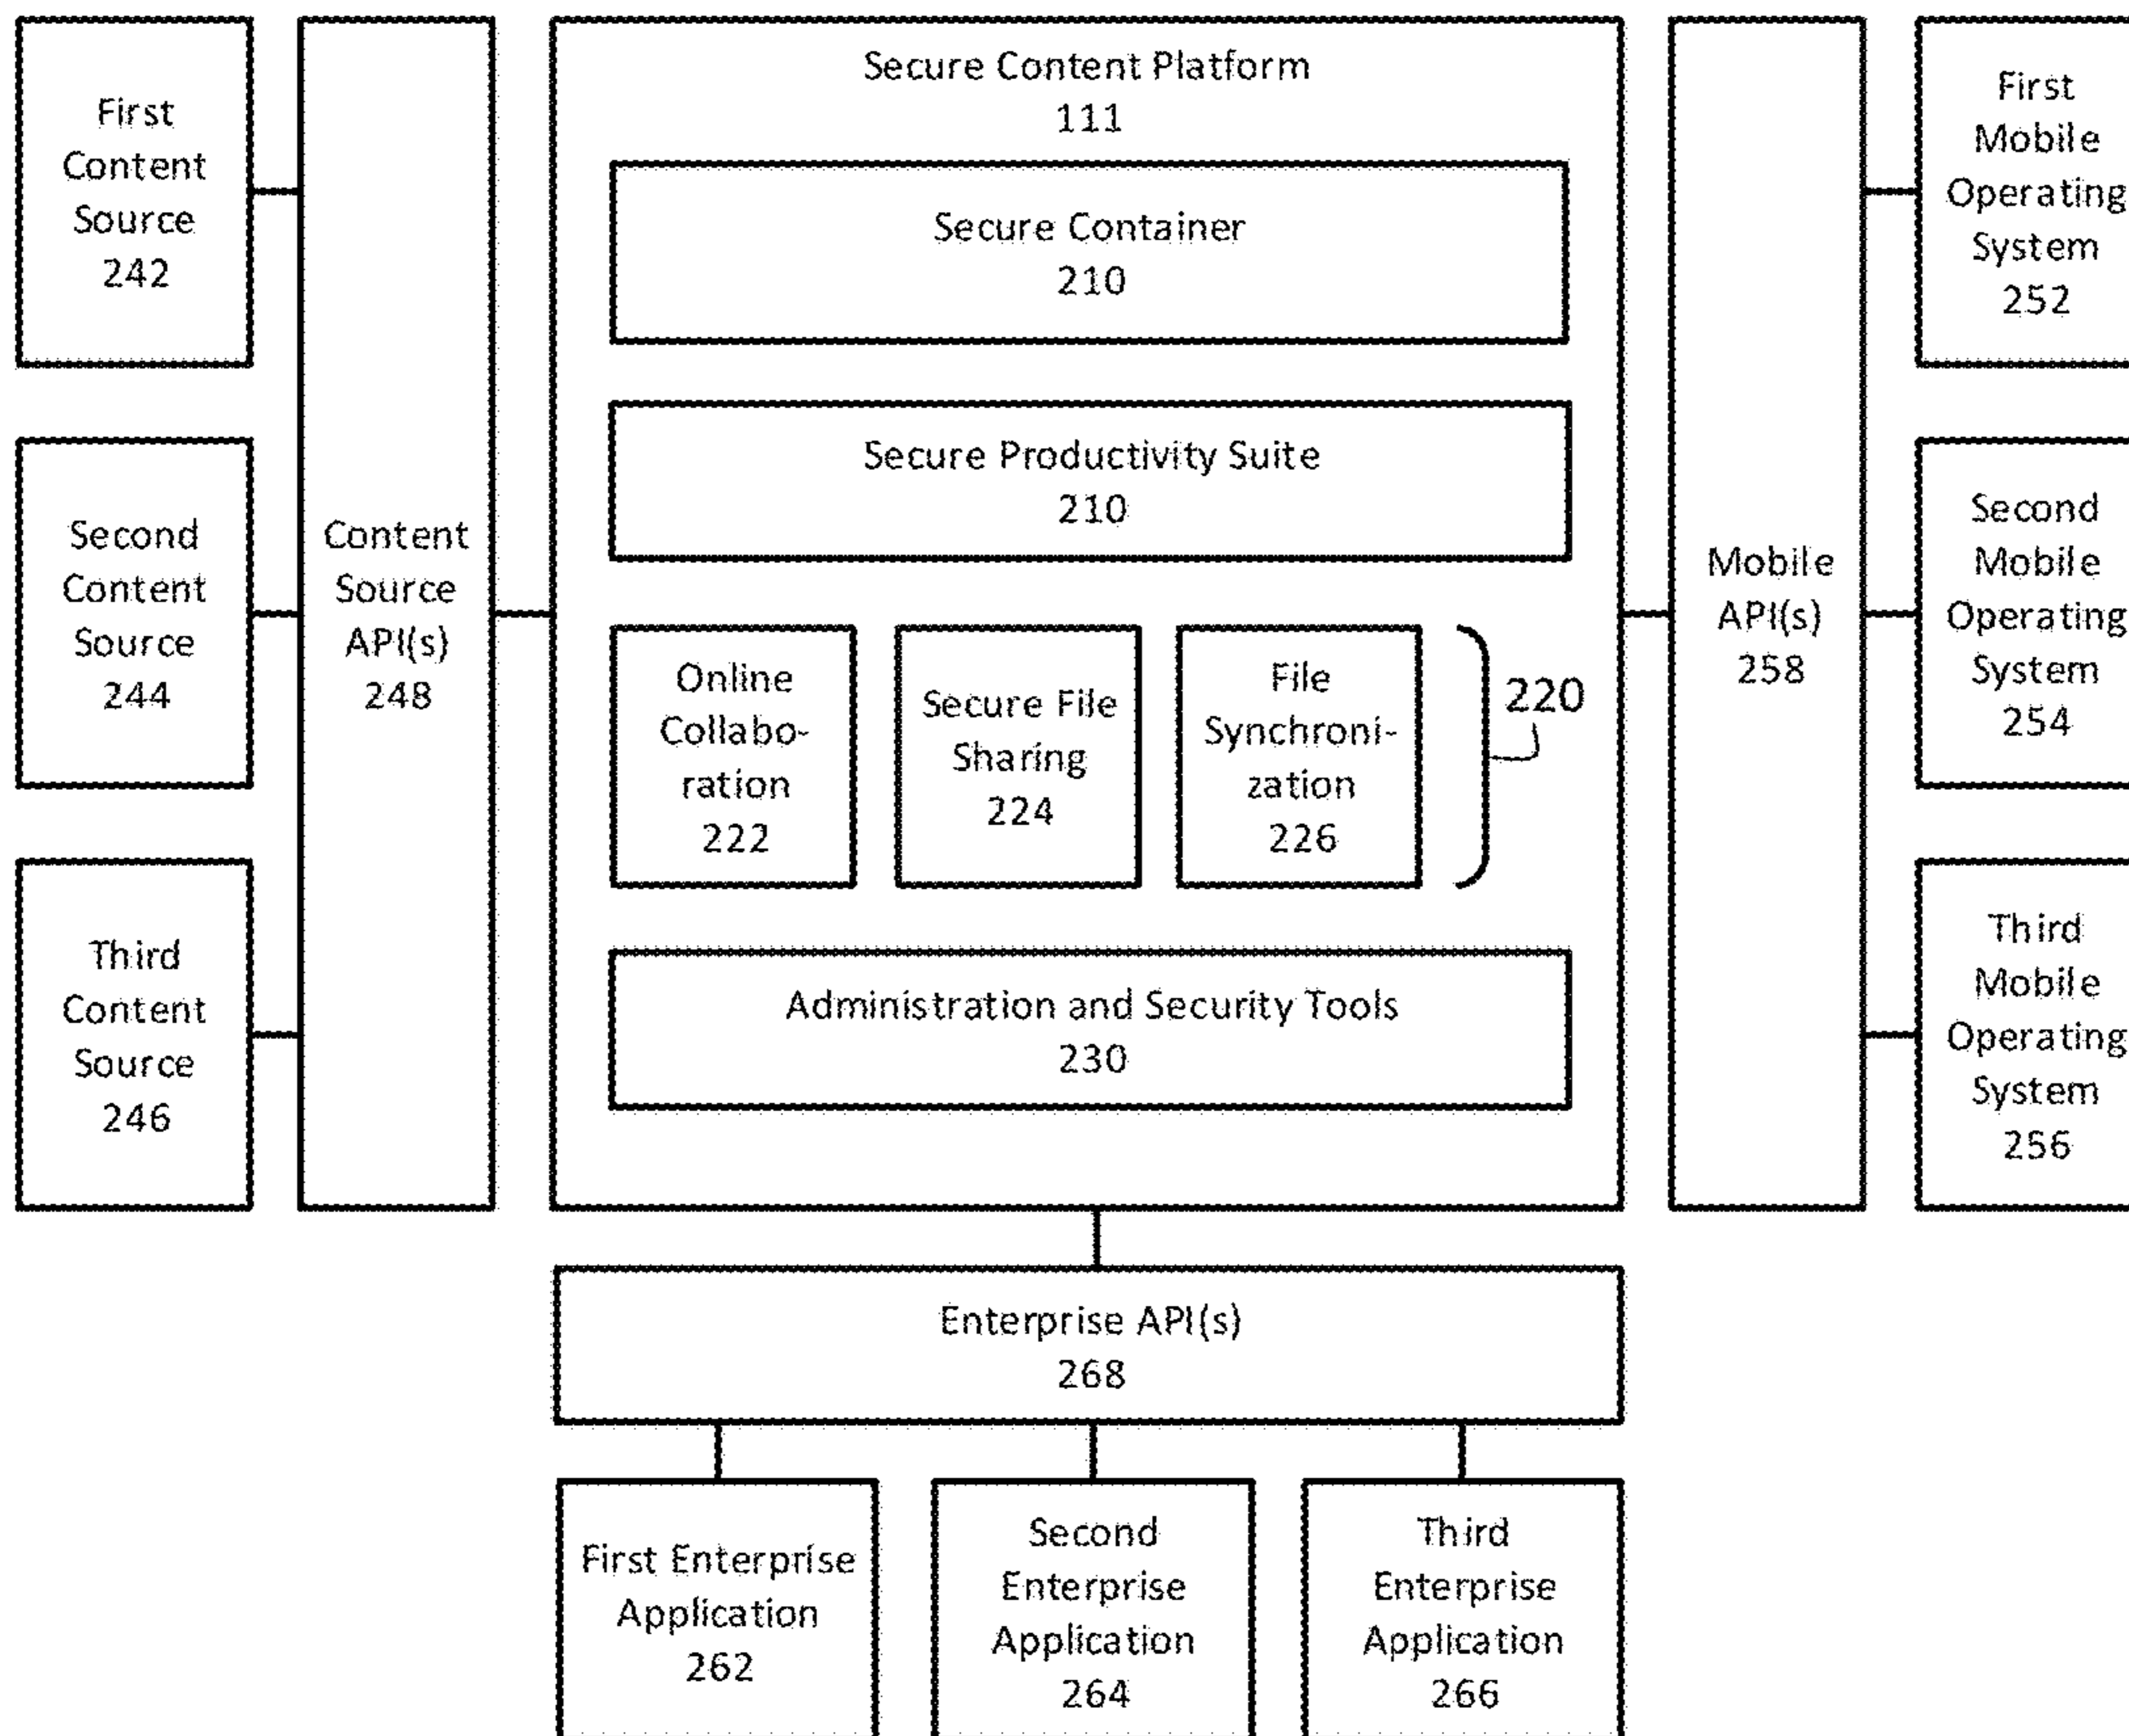 First
Content
Source
242
Second
Content
Source
244
Third
Content
Source
246
Content
Source
API(s)
248
Secure Content Platform
111
Secure Container
210
Secure Productivity Suite
210
Online
Collabo-
ration
222
Secure File
Sharing
224
File
Synchroni-
zation
226
220
Administration and Security Tools
230
Mobile
API(s)
258
First
Mobile
Operating
System
252
Second
Mobile
Operating
System
254
Third
Mobile
Operating
System
256
Enterprise API(s)
268
First Enterprise
Application
262
Second
Enterprise
Application
264
Third
Enterprise
Application
266